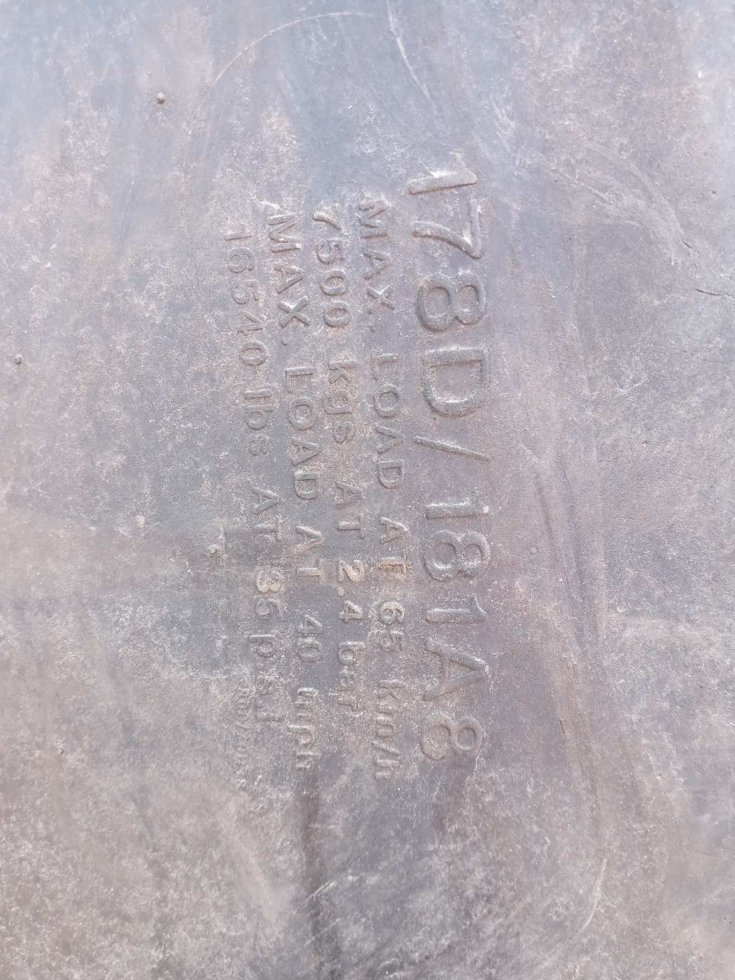 178D/181A8
MAX. LOAD AT 65 Km/h
7500 kgs AT 2.4 bar
MAX. LOAD AT 40 mph
16540 lbs AT 35 p.s.i